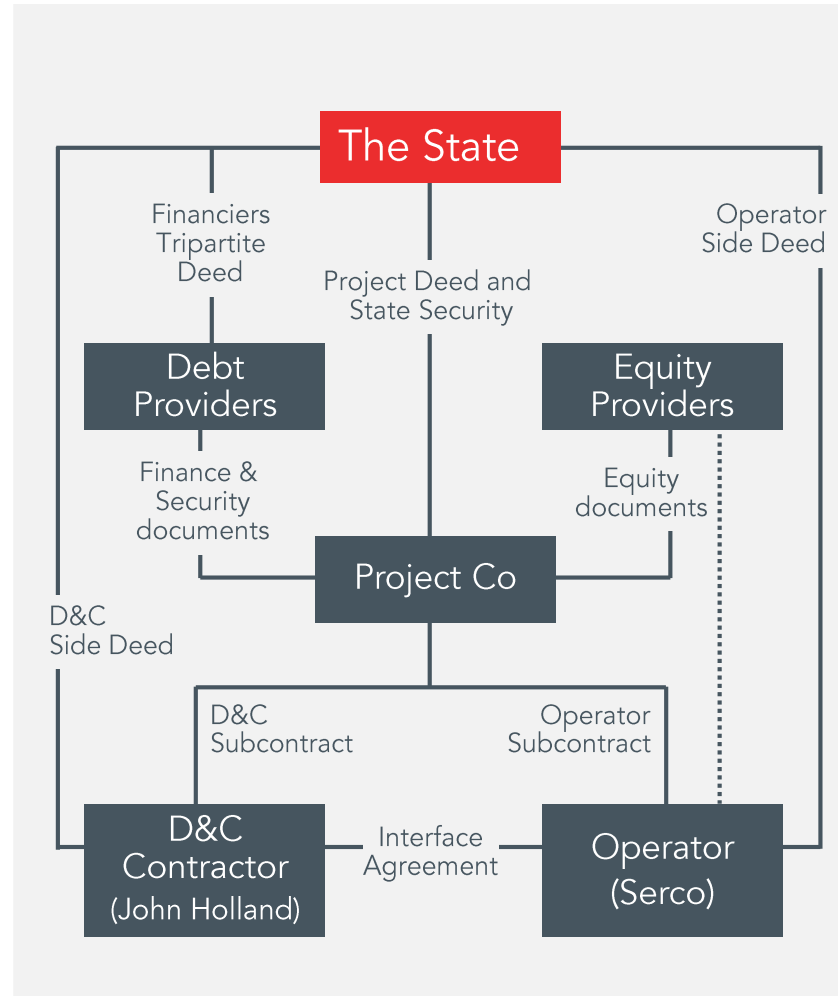 The State
Financiers
Tripartite
Deed
Operator
Side Deed
Project Deed and
State Security
Debt
Providers
Equity
Providers
Finance &
Security
documents
Equity
documents
Project Co
D&C
Side Deed
D&C
Subcontract
Operator
Subcontract
D&C
Contractor
(John Holland)
Interface
Agreement
Operator
(Serco)